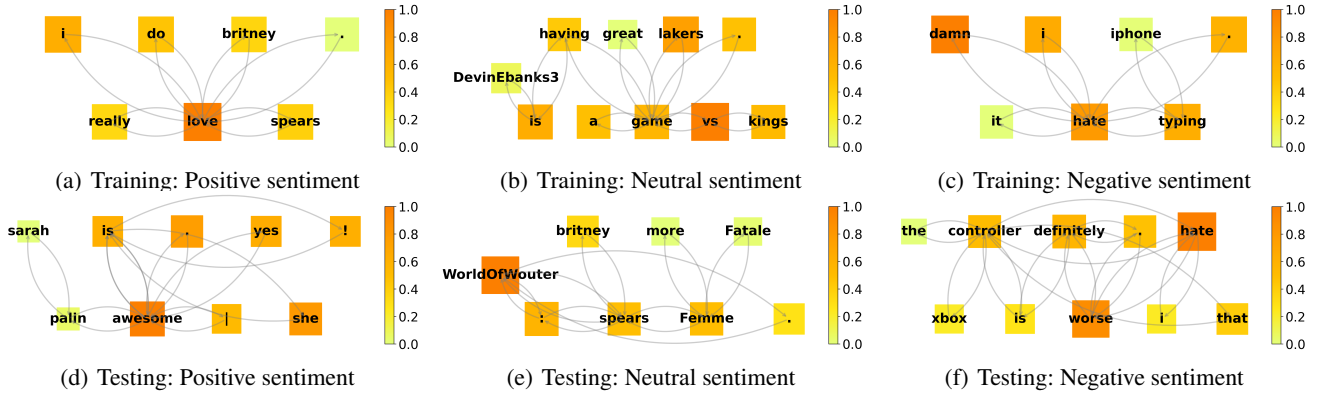 i do britney . 1.0
0.8
0.6
0.4
really love spears 0.2
0.0
(a) Training: Positive sentiment
having great lakers . 1.0
0.8
DevinEbanks3 0.6
0.4
is a game vs kings 0.2
0.0
(b) Training: Neutral sentiment
damn i iphone . 1.0
0.8
0.6
0.4
it hate typing 0.2
0.0
(c) Training: Negative sentiment
sarah is . yes ! 1.0
0.8
0.6
0.4
palin awesome | she 0.2
0.0
(d) Testing: Positive sentiment
britney more Fatale 1.0
0.8
WorldOfWouter 0.6
0.4
: spears Femme . 0.2
0.0
(e) Testing: Neutral sentiment
the controller definitely . hate 1.0
0.8
0.6
0.4
xbox is worse i that 0.2
0.0
(f) Testing: Negative sentiment